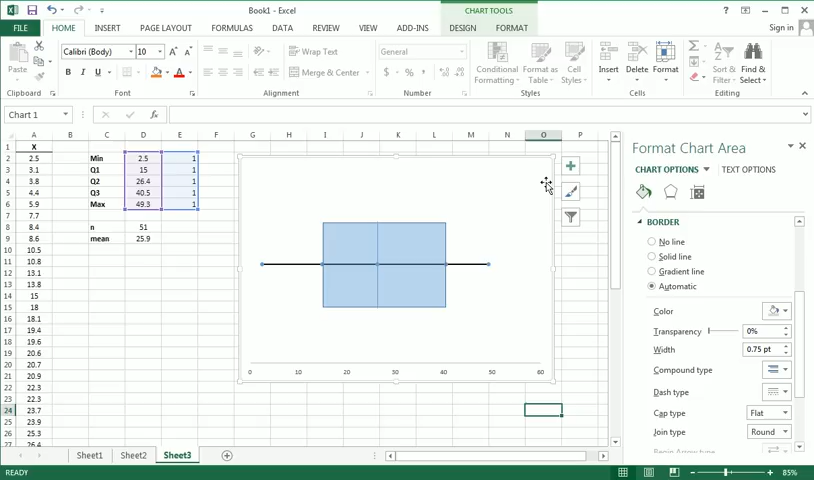 Book1 - Excel
CHART TOOLS
Sign in
FILE HOME INSERT PAGE LAYOUT FORMULAS DATA REVIEW VIEW ADD-INS DESIGN FORMAT
Paste
Calibri (Body) 10
B I U
Wrap Text
Merge & Center
General
$ % ,
Conditional Formatting
Format as Table
Cell Styles
Insert
Delete
Format
Sort & Filter
Find & Select
Clipboard Font Alignment Number Styles Cells Editing
Chart 1
fx
A B C D E F G H I J K L M N O P
1 X
2 2.5 Min 2.5 1
3 3.1 Q1 15 1
4 3.8 Q2 26.4 1
5 4.4 Q3 40.5 1
6 5.9 Max 49.3 1
7 7.7
8 8.4 n 51
9 8.6 mean 25.9
10 10.5
11 10.8
12 13.1
13 13.8
14 15
15 18
16 18.1
17 19.4
18 19.6
19 20.6
20 20.7
21 20.9
22 22.3
23 22.3
24 23.7
25 23.9
26 25.3
27 26.4
0 10 20 30 40 50 60
Format Chart Area
CHART OPTIONS TEXT OPTIONS
BORDER
No line
Solid line
Gradient line
Automatic
Color
Transparency 0%
Width 0.75 pt
Compound type
Dash type
Cap type Flat
Join type Round
Begin Arrow type
Sheet1 Sheet2 Sheet3
READY
85%